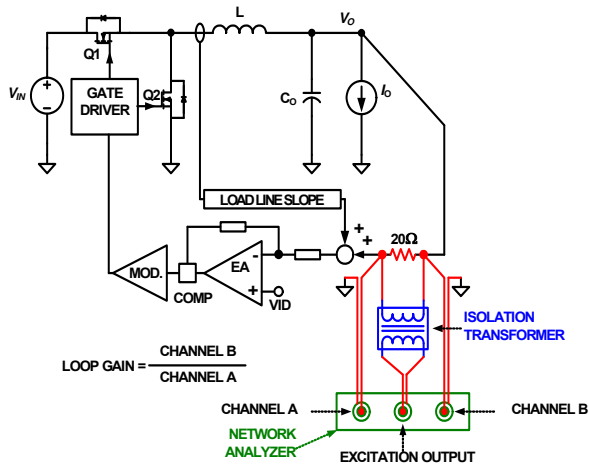 L
Vo
Q1
Q2
VIN
GATE
DRIVER
Co
Io
LOAD LINE SLOPE
+
+
20Ω
-
EA
+
MOD.
COMP
VID
ISOLATION
TRANSFORMER
LOOP GAIN = CHANNEL B
CHANNEL A
CHANNEL A
CHANNEL B
NETWORK
ANALYZER
EXCITATION OUTPUT